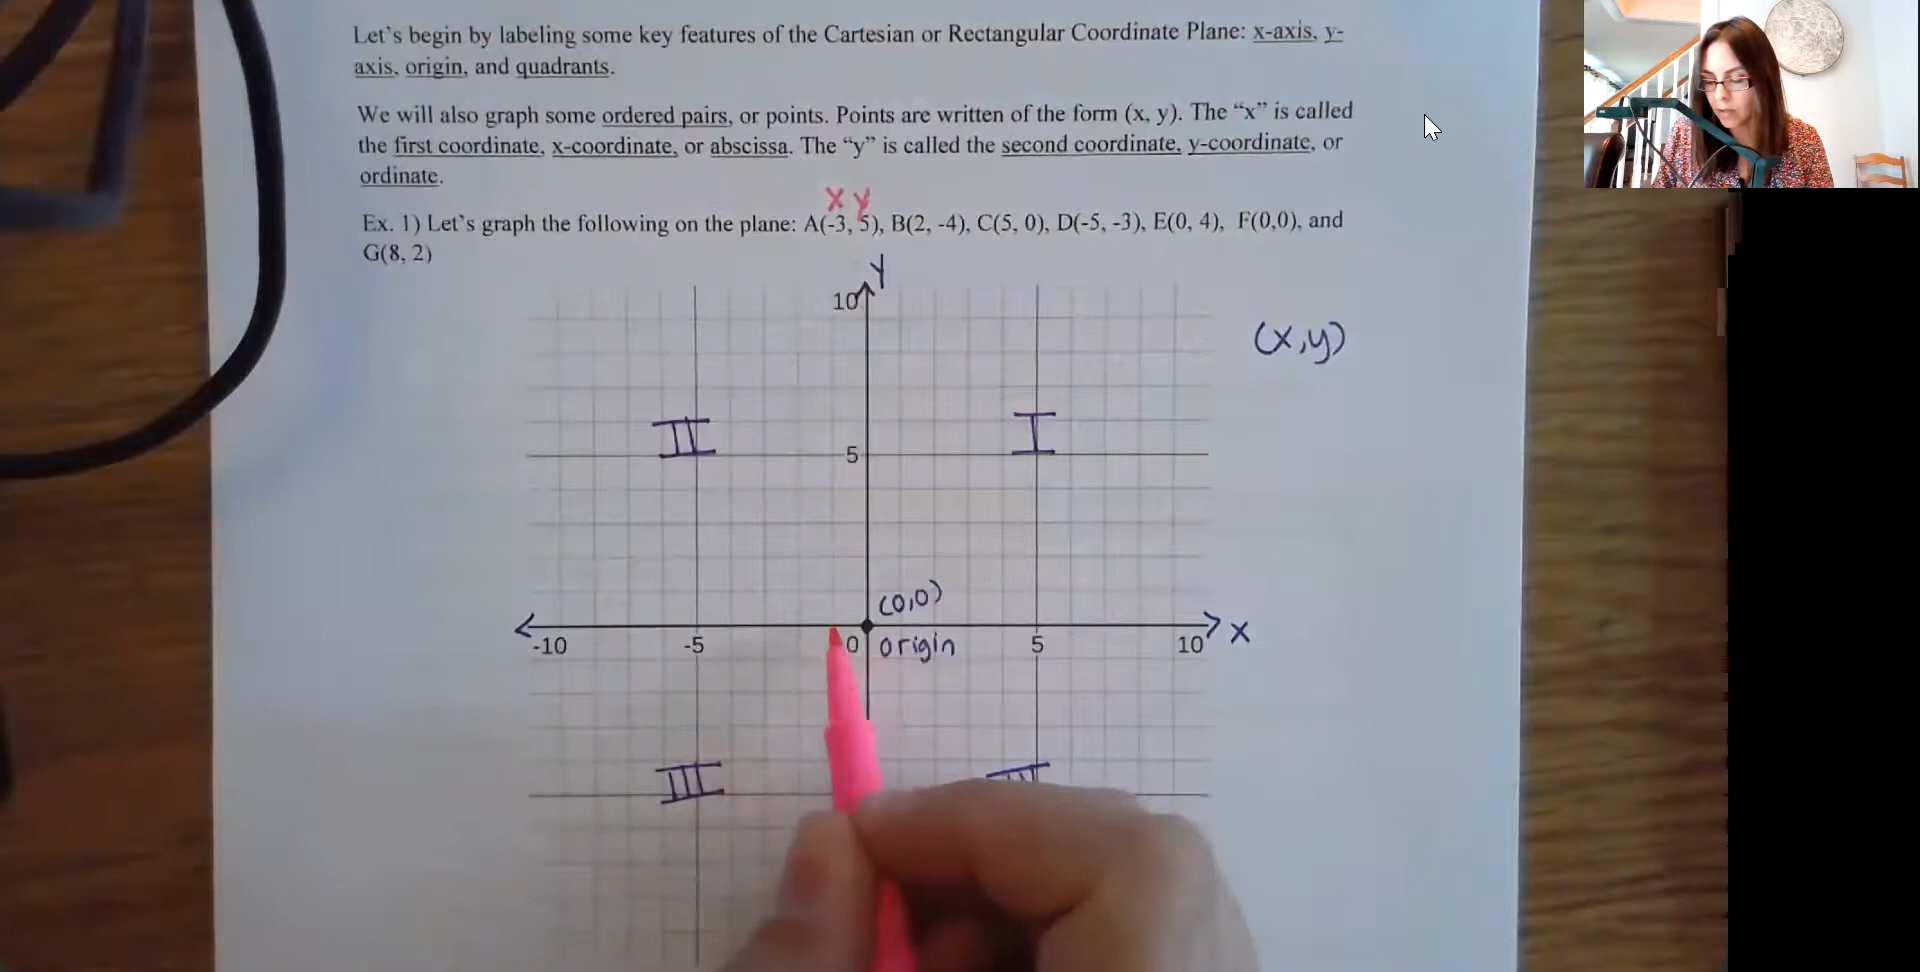 Let's begin by labeling some key features of the Cartesian or Rectangular Coordinate Plane: x-axis, y-
axis, origin, and quadrants.
We will also graph some ordered pairs, or points. Points are written of the form (x, y). The “x” is called
the first coordinate, x-coordinate, or abscissa. The “y” is called the second coordinate, y-coordinate, or
ordinate.
X y
Ex. 1) Let's graph the following on the plane: A(-3, 5), B(2, -4), C(5, 0), D(-5, -3), E(0, 4), F(0,0), and
G(8, 2)
Y
10
(x,y)
II
I
5
(0,0)
X
-10
-5
0
origin
5
10
III